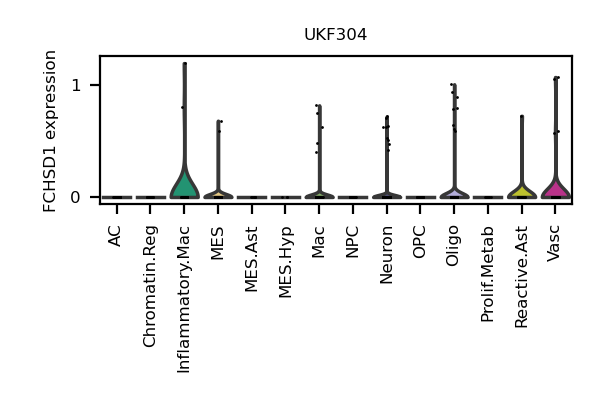 UKF304
FCHSD1 expression
1
0
AC
Chromatin.Reg
Inflammatory.Mac
MES
MES.Ast
MES.Hyp
Mac
NPC
Neuron
OPC
Oligo
Prolif.Metab
Reactive.Ast
Vasc